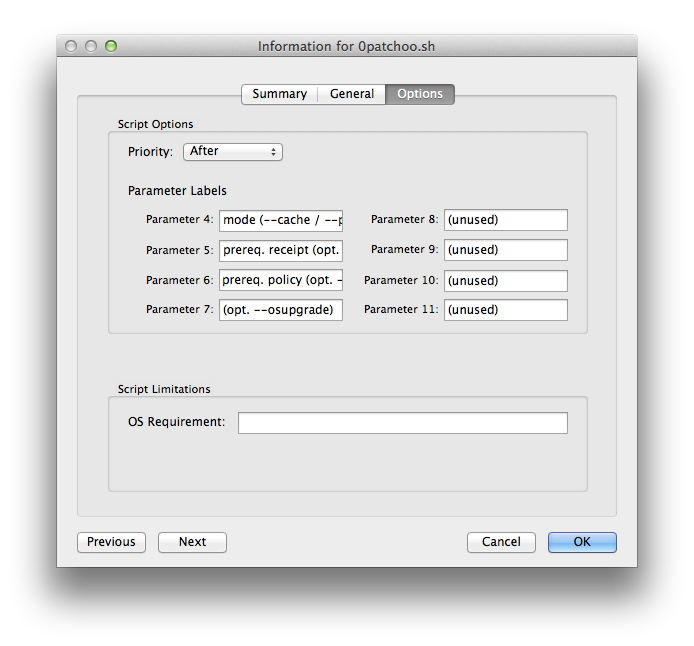 Information for 0patchoo.sh
Summary General Options
Script Options
Priority: After
Parameter Labels
Parameter 4: mode (--cache / --p Parameter 8: (unused)
Parameter 5: prereq. receipt (opt. Parameter 9: (unused)
Parameter 6: prereq. policy (opt. - Parameter 10: (unused)
Parameter 7: (opt. --osupgrade) Parameter 11: (unused)
Script Limitations
OS Requirement:
Previous Next Cancel OK